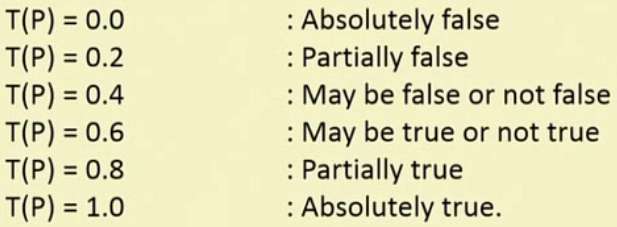 T(P) = 0.0 : Absolutely false
T(P) = 0.2 : Partially false
T(P) = 0.4 : May be false or not false
T(P) = 0.6 : May be true or not true
T(P) = 0.8 : Partially true
T(P) = 1.0 : Absolutely true.